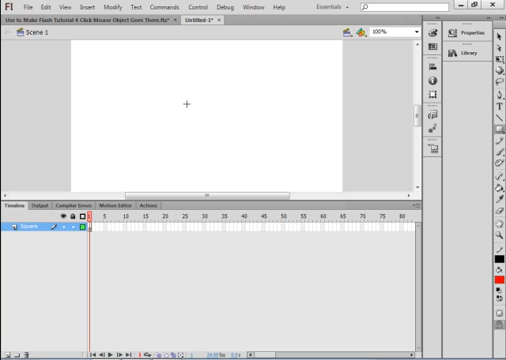 Fl File Edit View Insert Modify Text Commands Control Debug Window Help Essentials
Use to Make Flash Tutorial 4 Click Mouse Object Goes There.fla* × Untitled-1* ×
Scene 1 100%
Properties
Library
T
Timeline Output Compiler Errors Motion Editor Actions
1 5 10 15 20 25 30 35 40 45 50 55 60 65 70 75 80
Square
1 24.00 fps 0.0 s